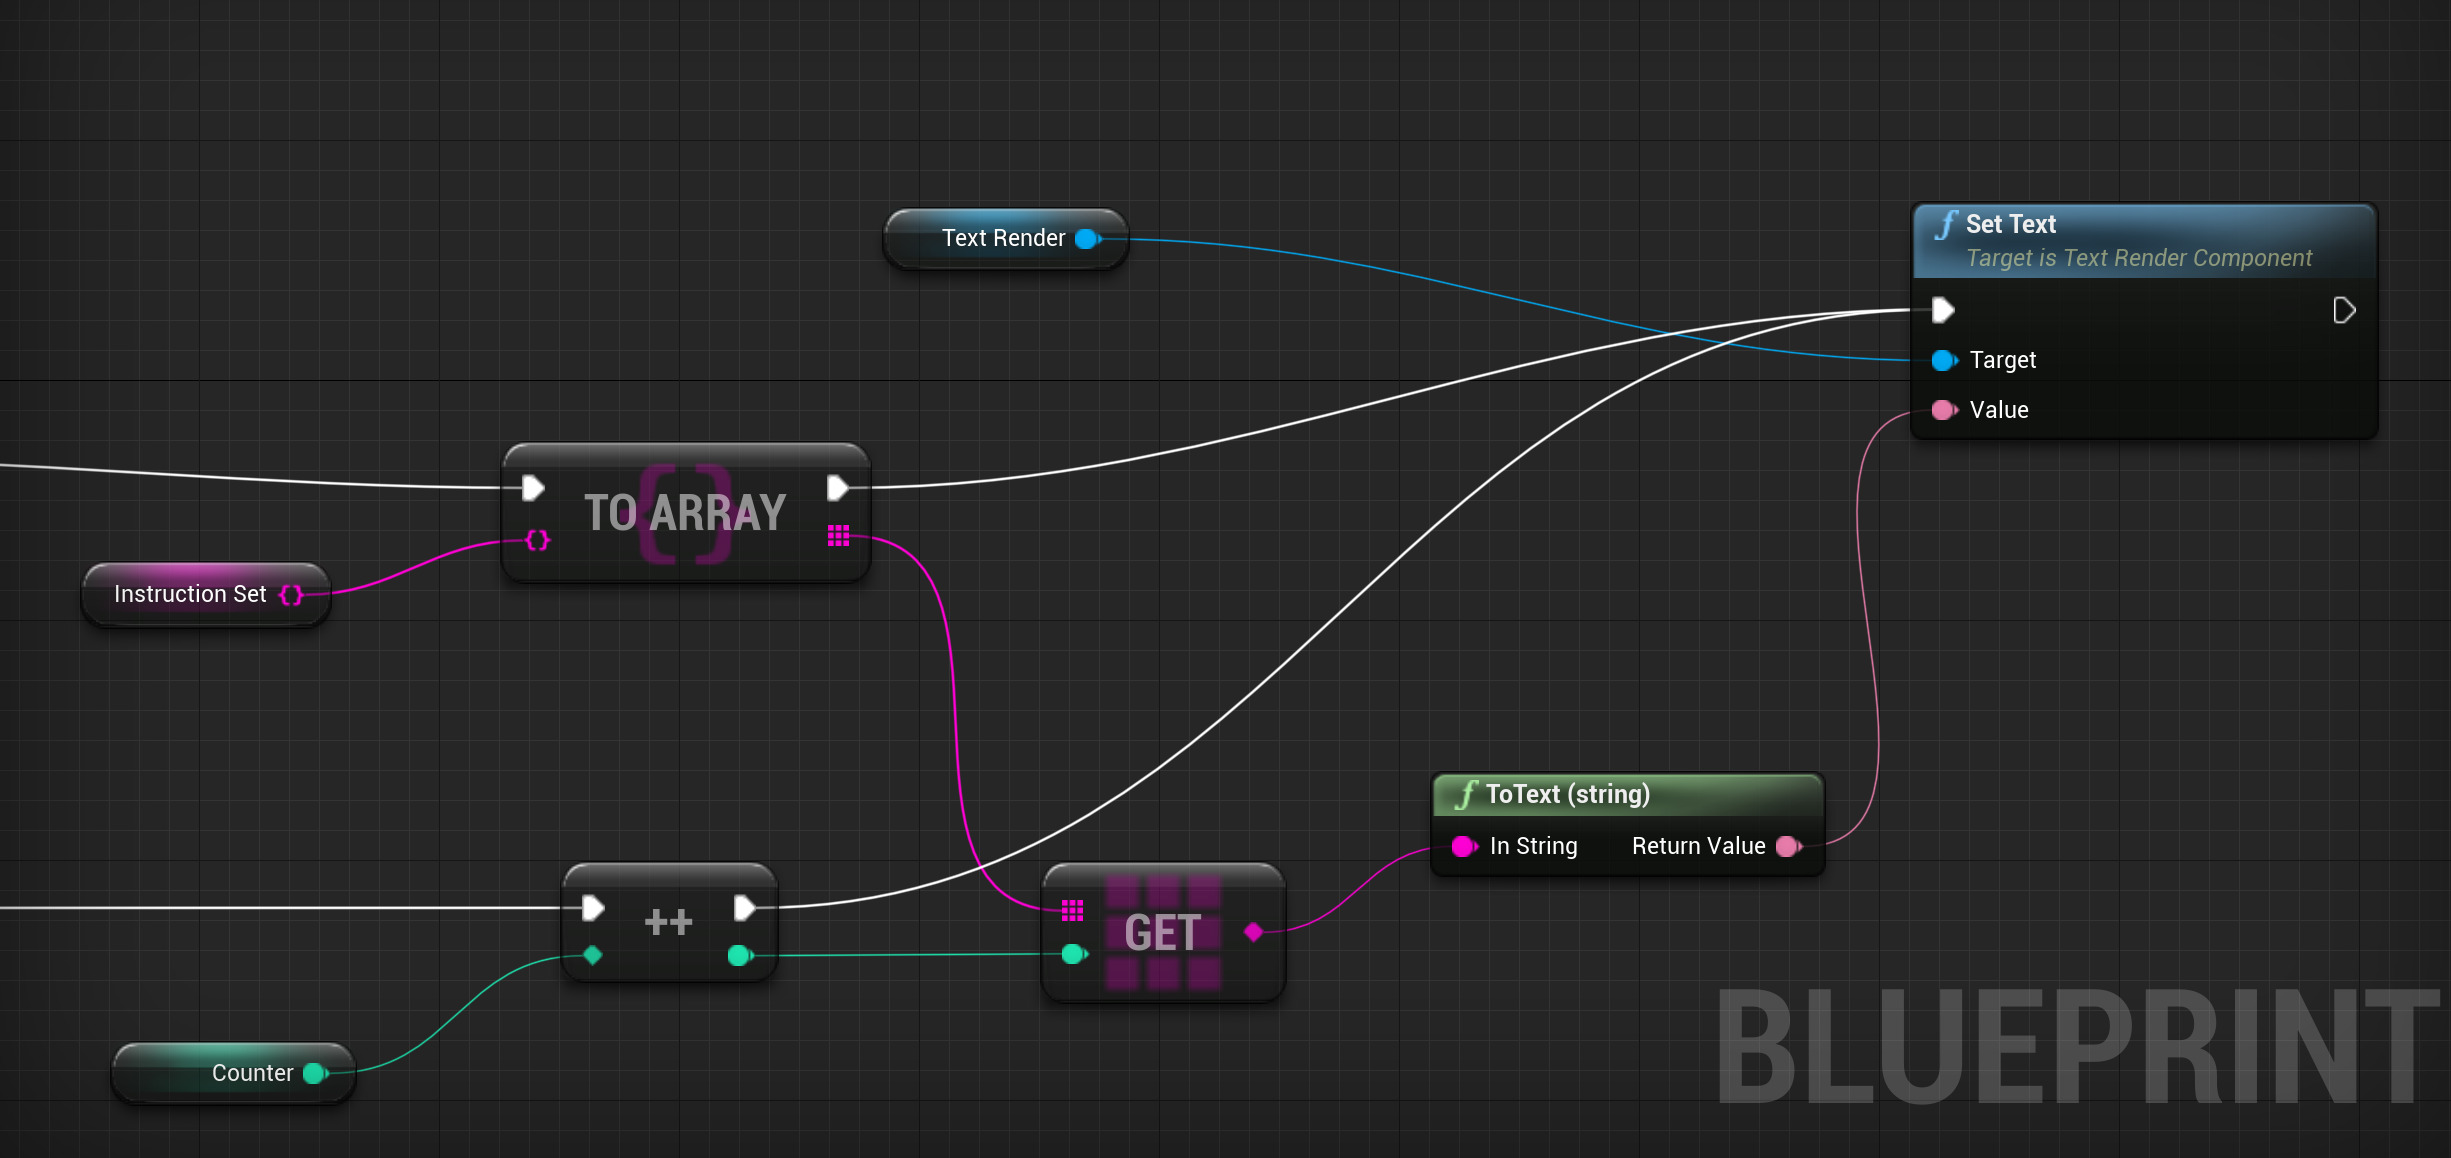 Text Render
Set Text
Target is Text Render Component
Target
Value
TO ARRAY
Instruction Set
ToText (string)
In String Return Value
++
GET
Counter
BLUEPRINT